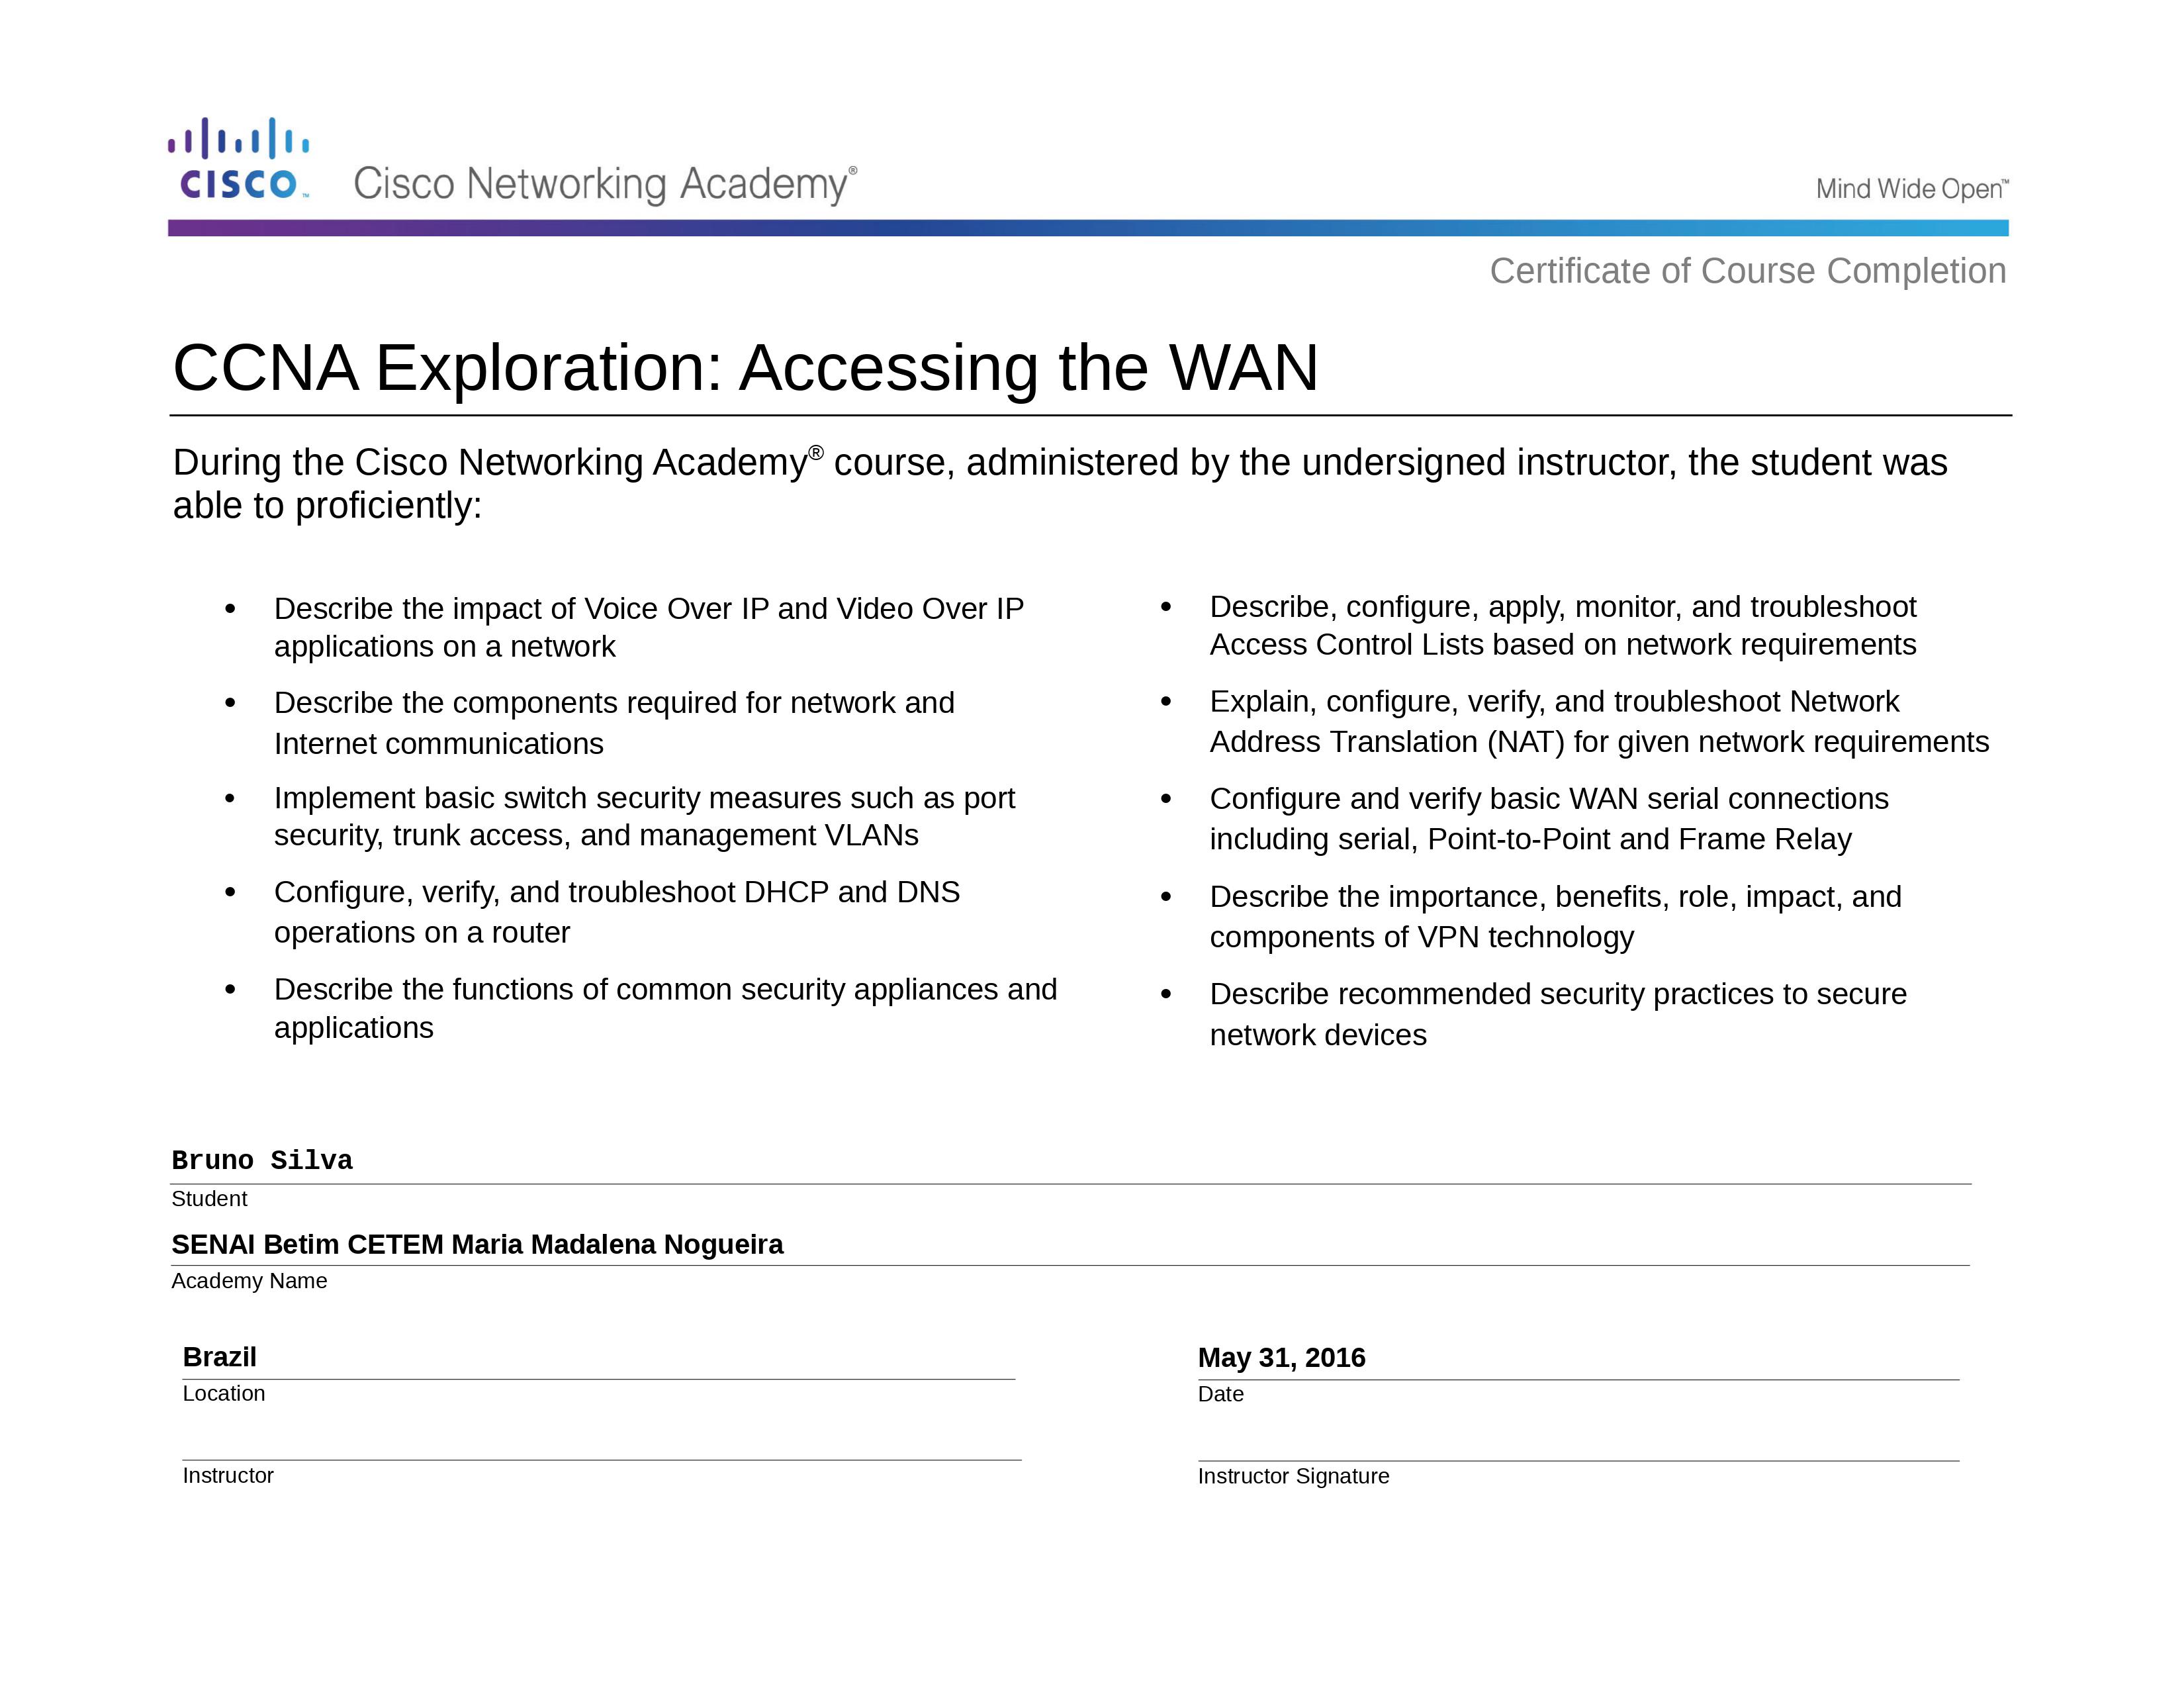 CISCO™
Cisco Networking Academy®
Mind Wide Open™
Certificate of Course Completion
CCNA Exploration: Accessing the WAN
During the Cisco Networking Academy® course, administered by the undersigned instructor, the student was
able to proficiently:
• Describe the impact of Voice Over IP and Video Over IP
applications on a network
• Describe the components required for network and
Internet communications
• Implement basic switch security measures such as port
security, trunk access, and management VLANs
• Configure, verify, and troubleshoot DHCP and DNS
operations on a router
• Describe the functions of common security appliances and
applications
• Describe, configure, apply, monitor, and troubleshoot
Access Control Lists based on network requirements
• Explain, configure, verify, and troubleshoot Network
Address Translation (NAT) for given network requirements
• Configure and verify basic WAN serial connections
including serial, Point-to-Point and Frame Relay
• Describe the importance, benefits, role, impact, and
components of VPN technology
• Describe recommended security practices to secure
network devices
Bruno Silva
Student
SENAI Betim CETEM Maria Madalena Nogueira
Academy Name
Brazil
Location
May 31, 2016
Date
Instructor
Instructor Signature